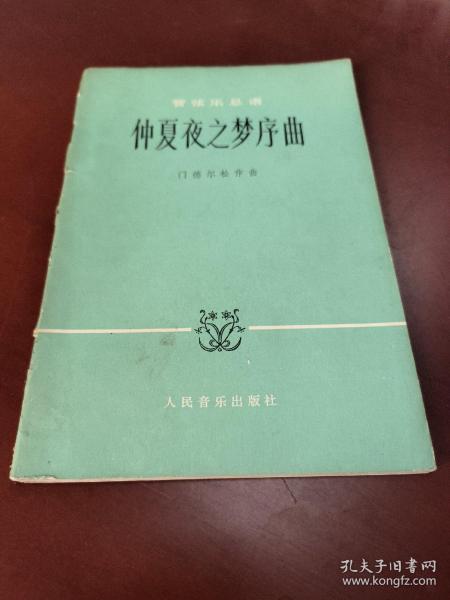 管弦乐总谱
仲夏夜之梦序曲
门德尔松作曲
人民音乐出版社
孔夫子旧书网
www.kongfz.com